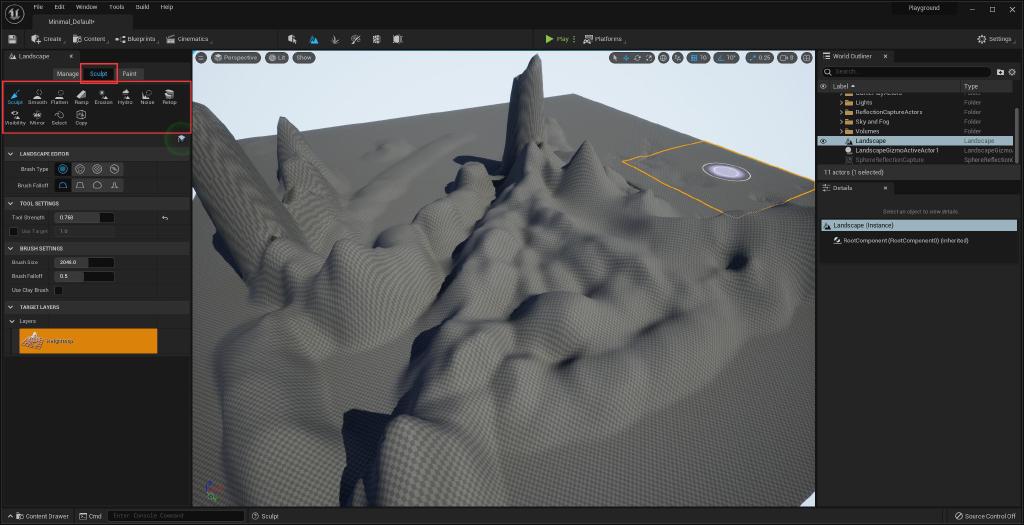 File Edit Window Tools Build Help
Playground
Minimal_Default*
Create Content Blueprints Cinematics Play Platforms Settings
Landscape
Manage Sculpt Paint
Sculpt Smooth Flatten Ramp Erosion Hydro Noise Retop
Visibility Mirror Select Copy
LANDSCAPE EDITOR
Brush Type
Brush Falloff
TOOL SETTINGS
Tool Strength 0.768
Use Target 1.0
BRUSH SETTINGS
Brush Size 2048.0
Brush Falloff 0.5
Use Clay Brush
TARGET LAYERS
Layers
Heightmap
Perspective Lit Show
10 10° 0.25 8
World Outliner
Search...
Label Type
Lights Folder
ReflectionCaptureActors Folder
Sky and Fog Folder
Volumes Folder
Landscape Landscape
LandscapeGizmoActiveActor1 LandscapeGizmo
SphereReflectionCapture SphereReflection
11 actors (1 selected)
Details
Select an object to view details.
Landscape (Instance)
RootComponent (RootComponent0) (Inherited)
Content Drawer Cmd Enter Console Command Sculpt Source Control Off